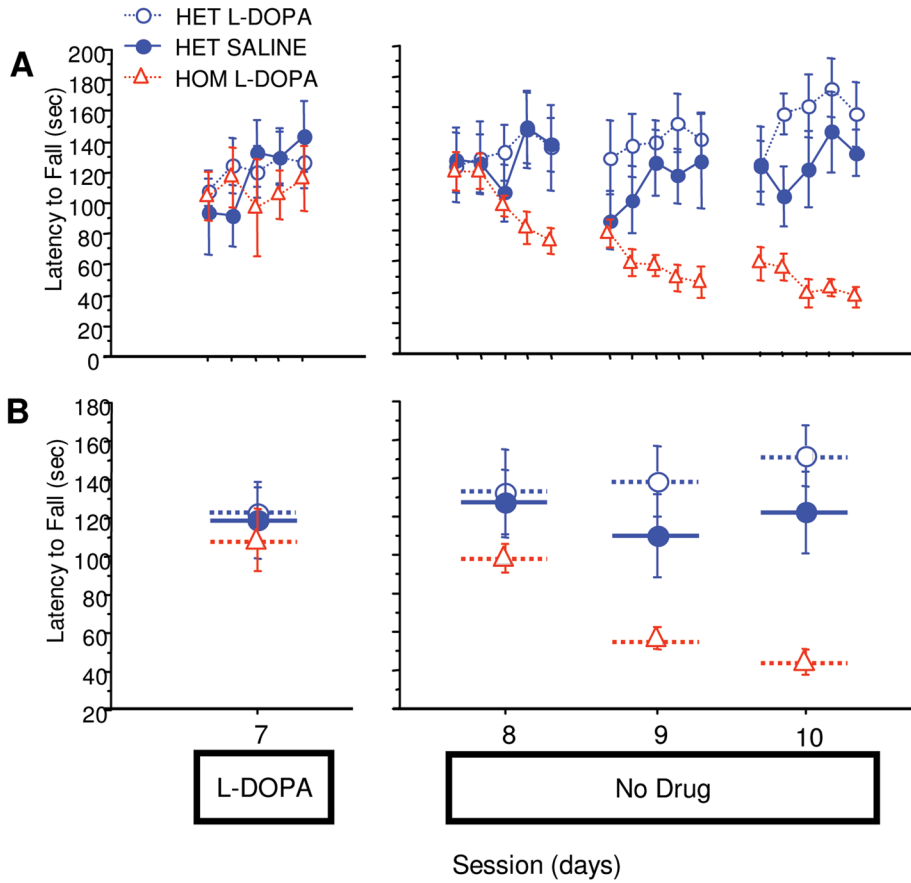 HET L-DOPA
HET SALINE
HOM L-DOPA
A
Latency to Fall (sec)
200
180
160
140
120
100
80
60
40
20
0
B
Latency to Fall (sec)
180
160
140
120
100
80
60
40
20
7
8
9
10
L-DOPA
No Drug
Session (days)